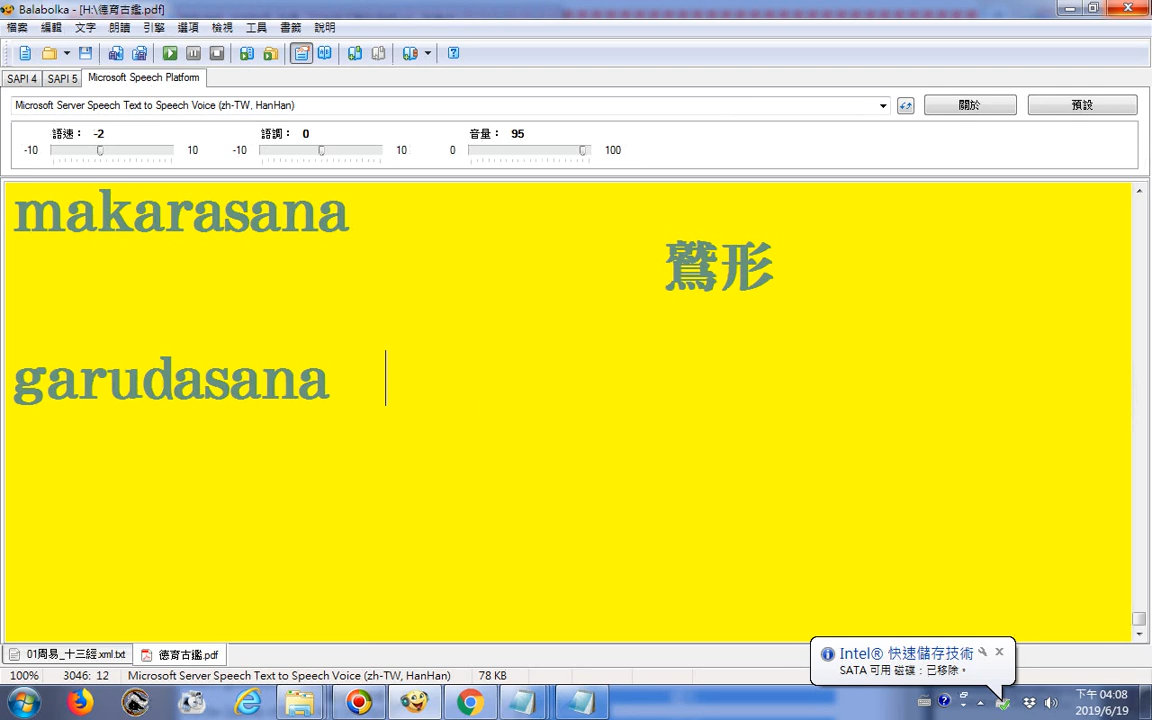 Balabolka - [H:\德育古鑑.pdf]
檔案 編輯 文字 朗讀 引擎 選項 檢視 工具 書籤 說明
SAPI 4 SAPI 5 Microsoft Speech Platform
Microsoft Server Speech Text to Speech Voice (zh-TW, HanHan) 關於 預設
語速： -2 語調： 0 音量： 95
-10 10 -10 10 0 100
makarasana
鷲形
garudasana
01周易_十三經.xml.txt 德育古鑑.pdf
100% 3046: 12 Microsoft Server Speech Text to Speech Voice (zh-TW, HanHan) 78 KB
Intel® 快速儲存技術
SATA 可用 磁碟：已移除。
下午 04:08
2019/6/19